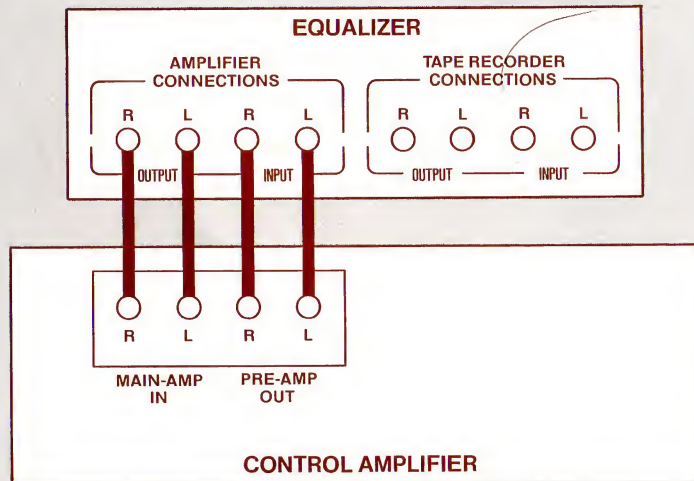 EQUALIZER
AMPLIFIER
CONNECTIONS
TAPE RECORDER
CONNECTIONS
R L R L
R L R L
OUTPUT INPUT
OUTPUT INPUT
R L R L
MAIN-AMP
IN
PRE-AMP
OUT
CONTROL AMPLIFIER